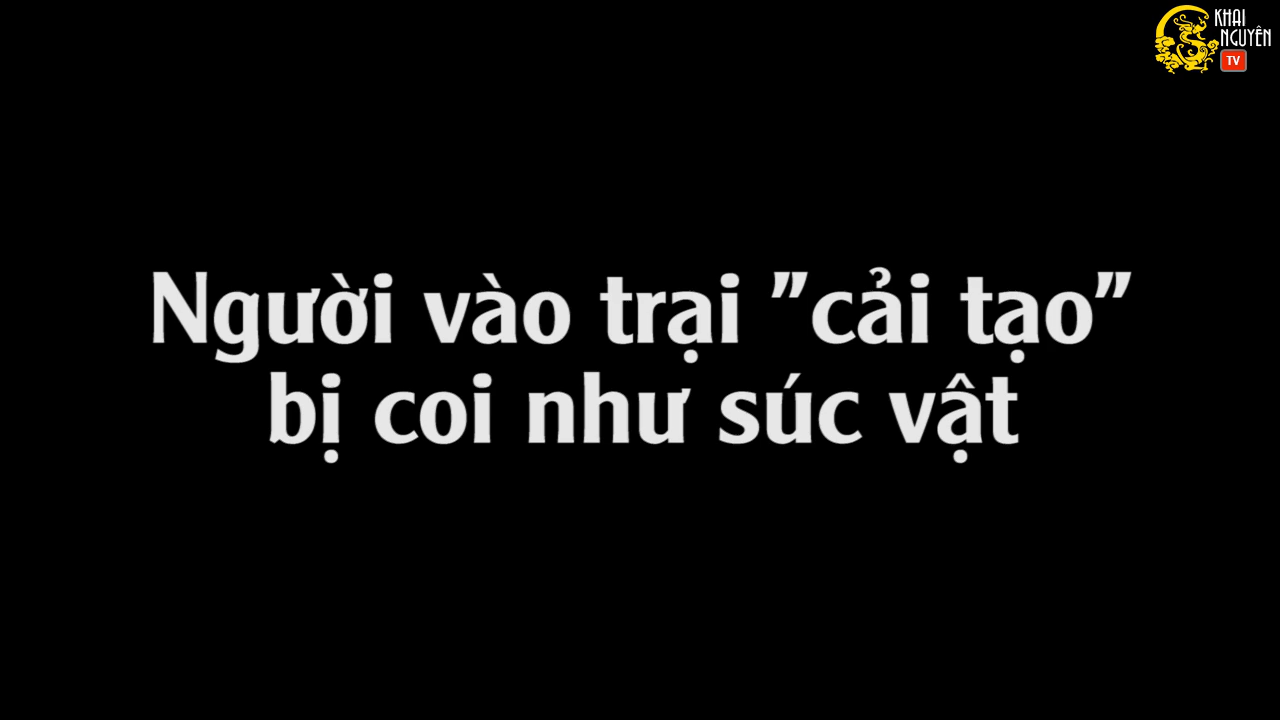 KHAI
NGUYÊN
TV
Người vào trại "cải tạo"
bị coi như súc vật